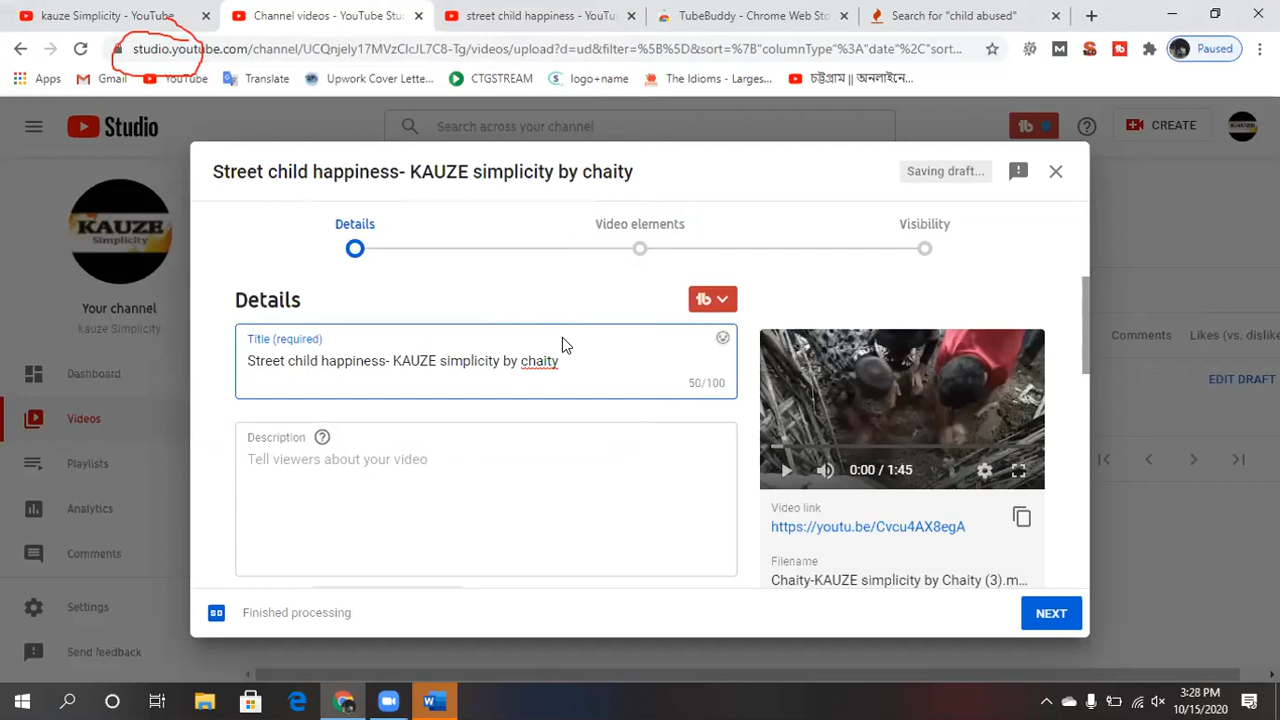 kauze Simplicity - YouTube
Channel videos - YouTube Stu
street child happiness - YouTu
TubeBuddy - Chrome Web Sto
Search for "child abused"
studio.youtube.com/channel/UCQnjely17MVzClcJL7C8-Tg/videos/upload?d=ud&filter=%5B%5D&sort=%7B"columnType"%3A"date"%2C"sort...
Paused
Apps
Gmail
YouTube
Translate
Upwork Cover Lette...
CTGSTREAM
logo+name
The Idioms - Larges...
চট্টগ্রাম || অনলাইনে...
Studio
Search across your channel
CREATE
KAUZE
Simplicity
Your channel
kauze Simplicity
Dashboard
Videos
Playlists
Analytics
Comments
Settings
Send feedback
Street child happiness- KAUZE simplicity by chaity
Saving draft...
Details
Video elements
Visibility
Details
Title (required)
Street child happiness- KAUZE simplicity by chaity
50/100
Description
Tell viewers about your video
0:00 / 1:45
Video link
https://youtu.be/Cvcu4AX8egA
Filename
Chaity-KAUZE simplicity by Chaity (3).m...
SD
Finished processing
NEXT
Comments
Likes (vs. dislike
EDIT DRAFT
3:28 PM
10/15/2020